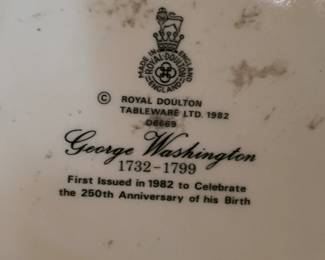 MADE IN ENGLAND
ROYAL DOULTON
ENGLAND
© ROYAL DOULTON
TABLEWARE LTD. 1982
D6669
George Washington
1732-1799
First Issued in 1982 to Celebrate
the 250th Anniversary of his Birth